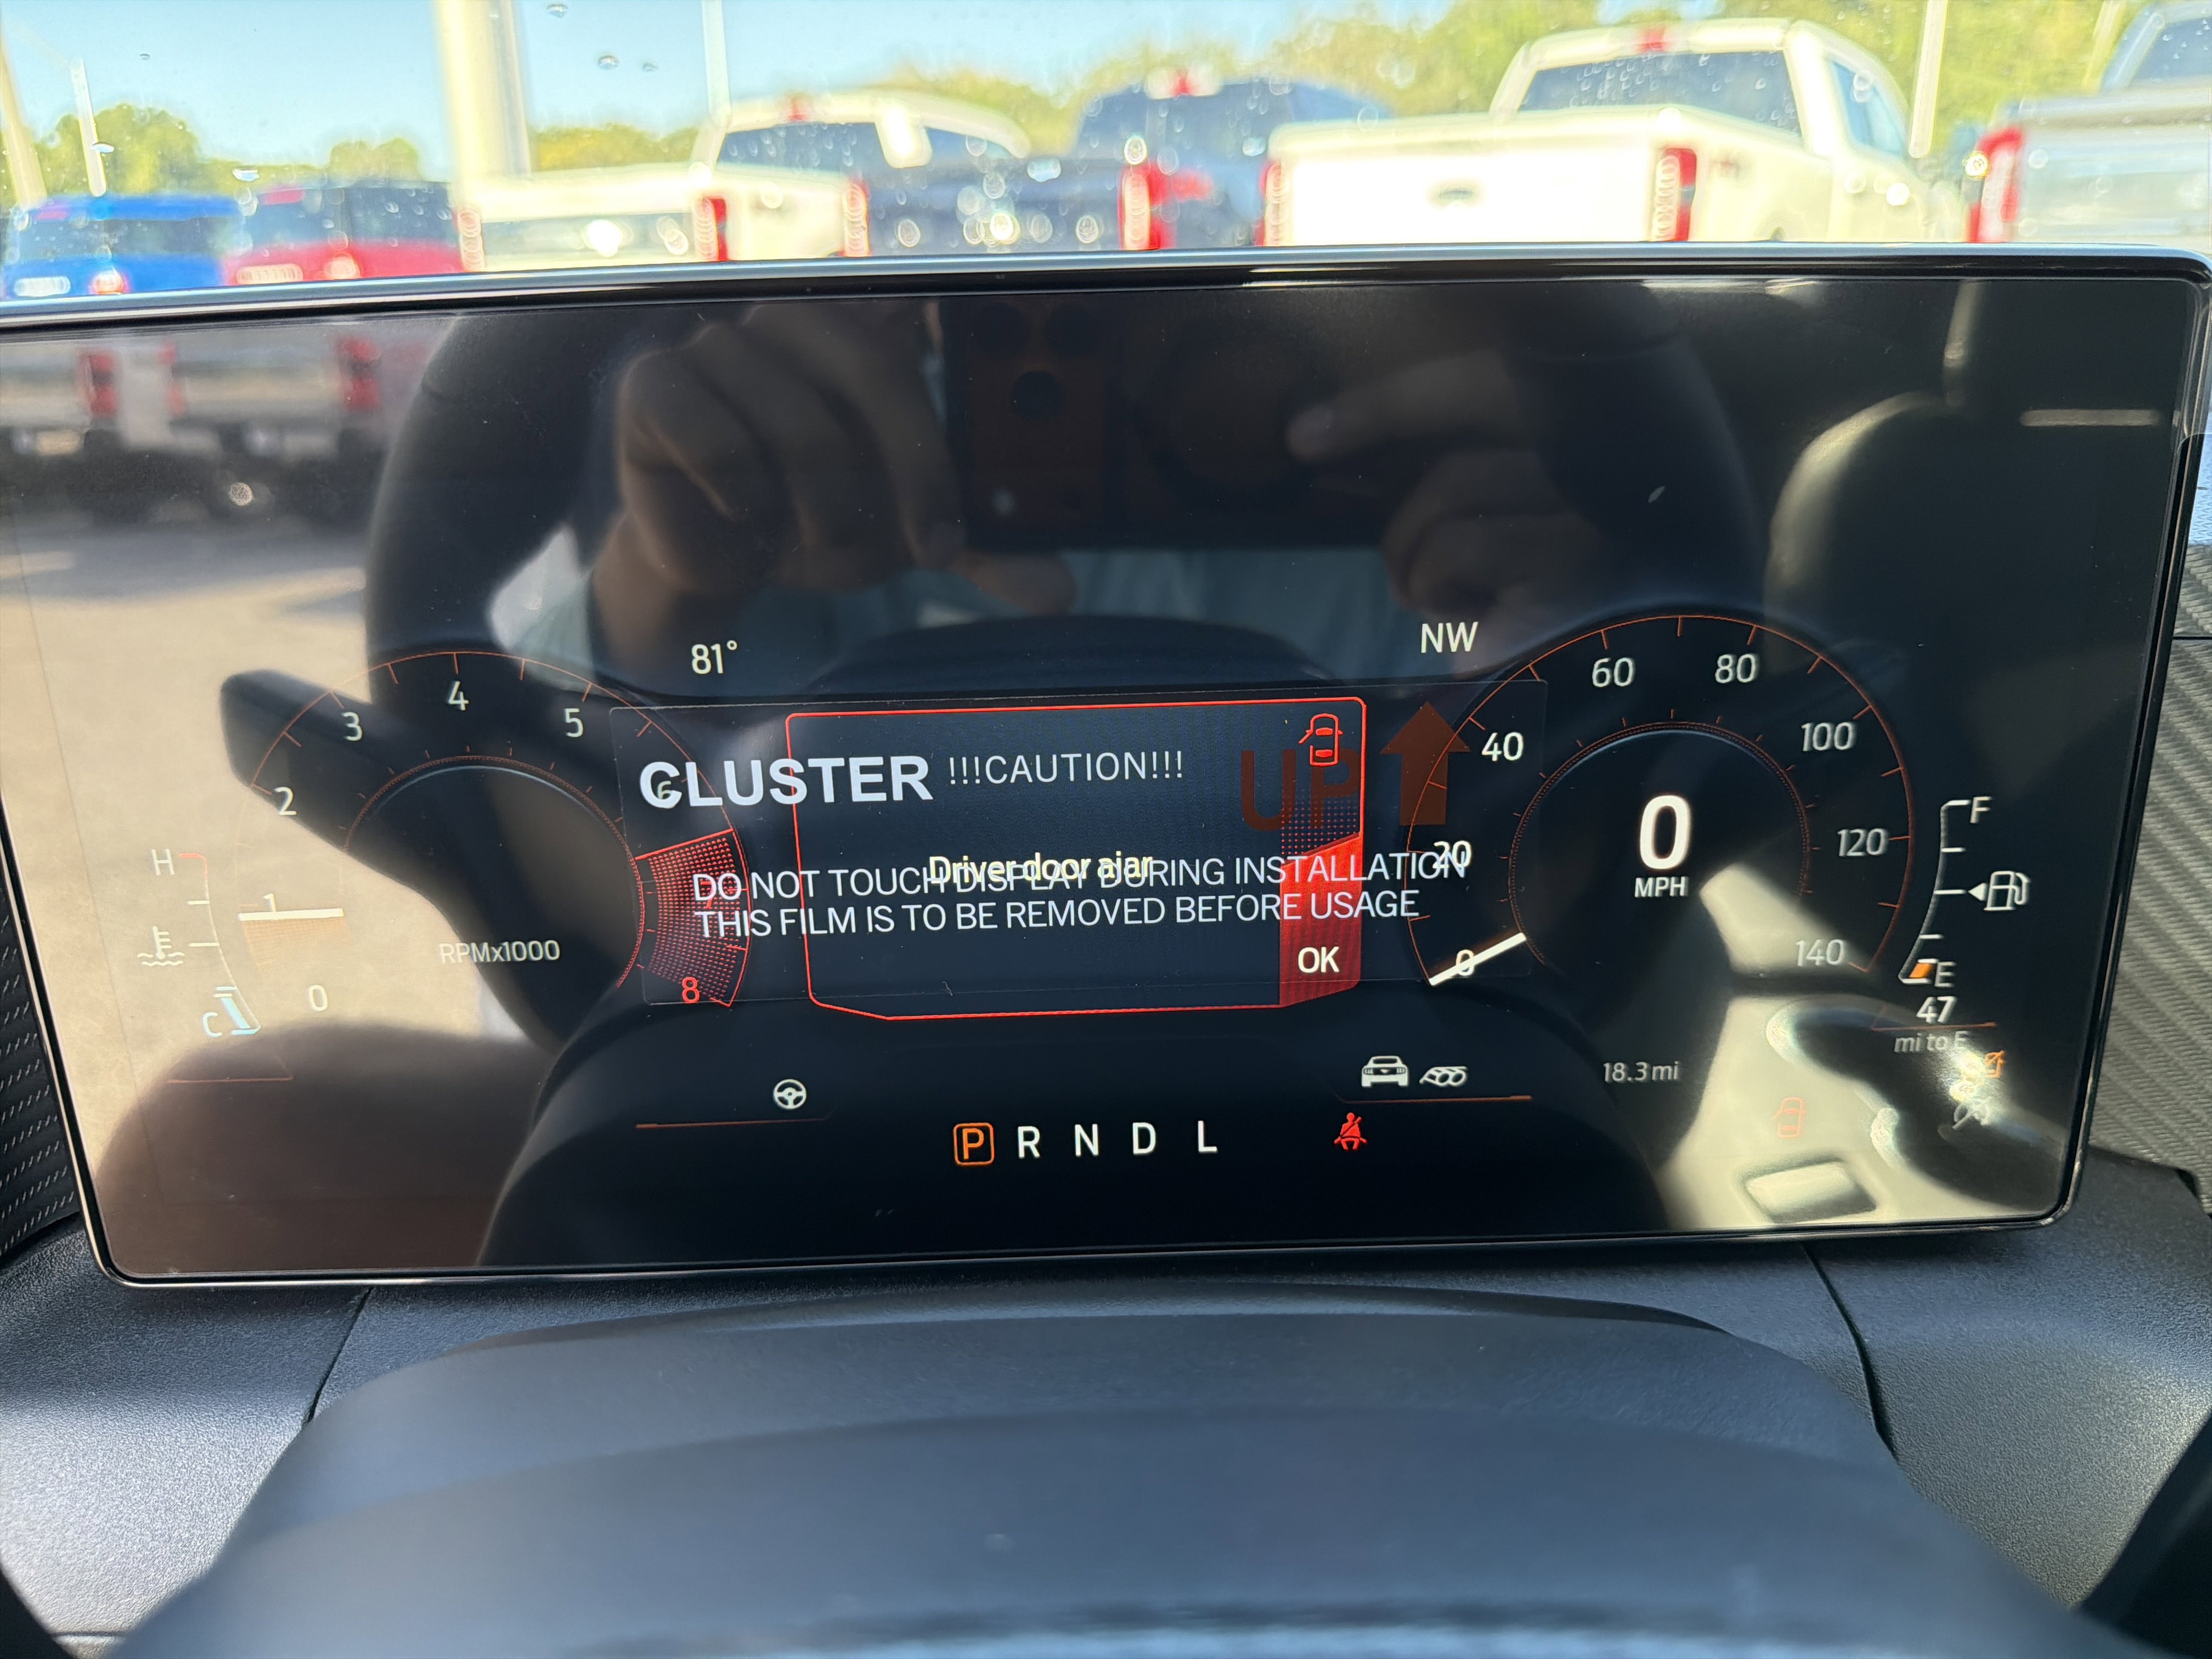 81°
NW
H
C
0
1
2
3
4
5
6
8
RPMx1000
CLUSTER !!!CAUTION!!!
UP
Driver door ajar
DO NOT TOUCH DISPLAY DURING INSTALLATION
THIS FILM IS TO BE REMOVED BEFORE USAGE
OK
0
20
40
60
80
100
120
140
0
MPH
F
E
47
mi to E
18.3 mi
P R N D L